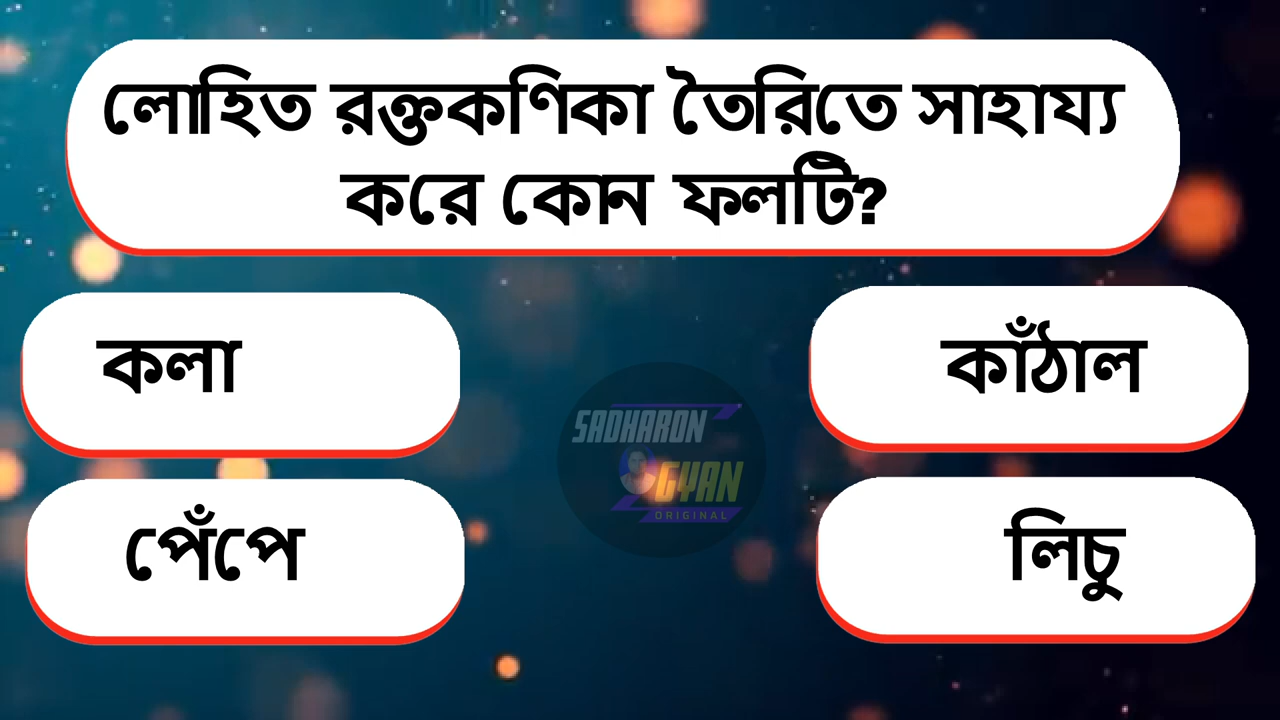 লোহিত রক্তকণিকা তৈরিতে সাহায্য
করে কোন ফলটি?
কলা
কাঁঠাল
পেঁপে
লিচু
SADHARON
GYAN
ORIGINAL